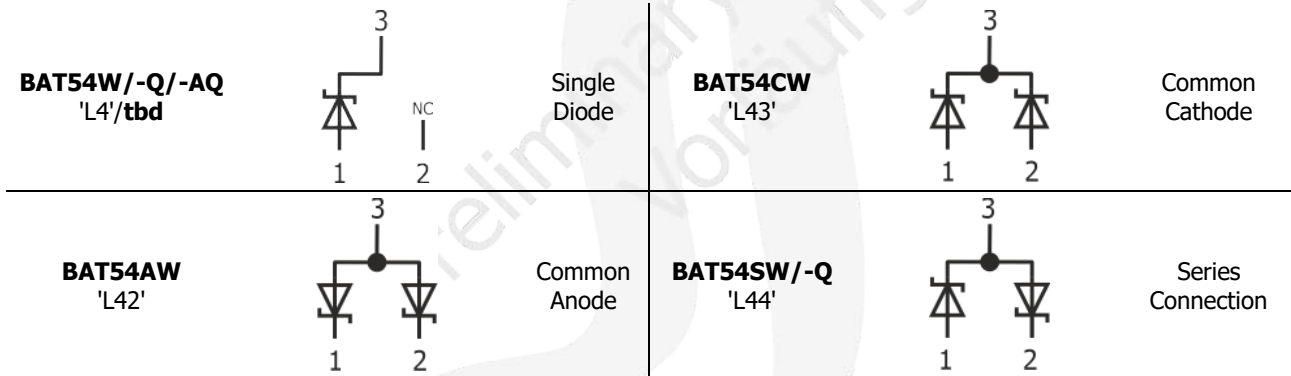 3
BAT54W/-Q/-AQ
'L4'/tbd
NC
1
2
Single
Diode
3
BAT54CW
'L43'
1
2
Common
Cathode
3
BAT54AW
'L42'
1
2
Common
Anode
3
BAT54SW/-Q
'L44'
1
2
Series
Connection